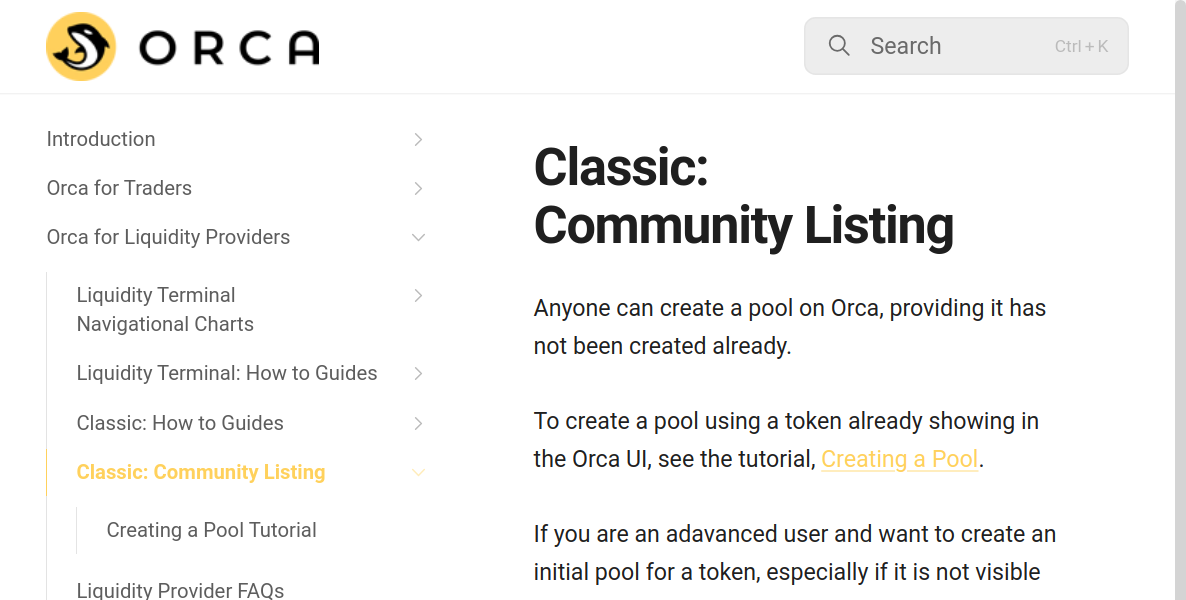 ORCA
Search
Ctrl + K
Introduction
Orca for Traders
Orca for Liquidity Providers
Liquidity Terminal
Navigational Charts
Liquidity Terminal: How to Guides
Classic: How to Guides
Classic: Community Listing
Creating a Pool Tutorial
Liquidity Provider FAQs
Classic:
Community Listing
Anyone can create a pool on Orca, providing it has
not been created already.
To create a pool using a token already showing in
the Orca UI, see the tutorial, Creating a Pool.
If you are an adavanced user and want to create an
initial pool for a token, especially if it is not visible